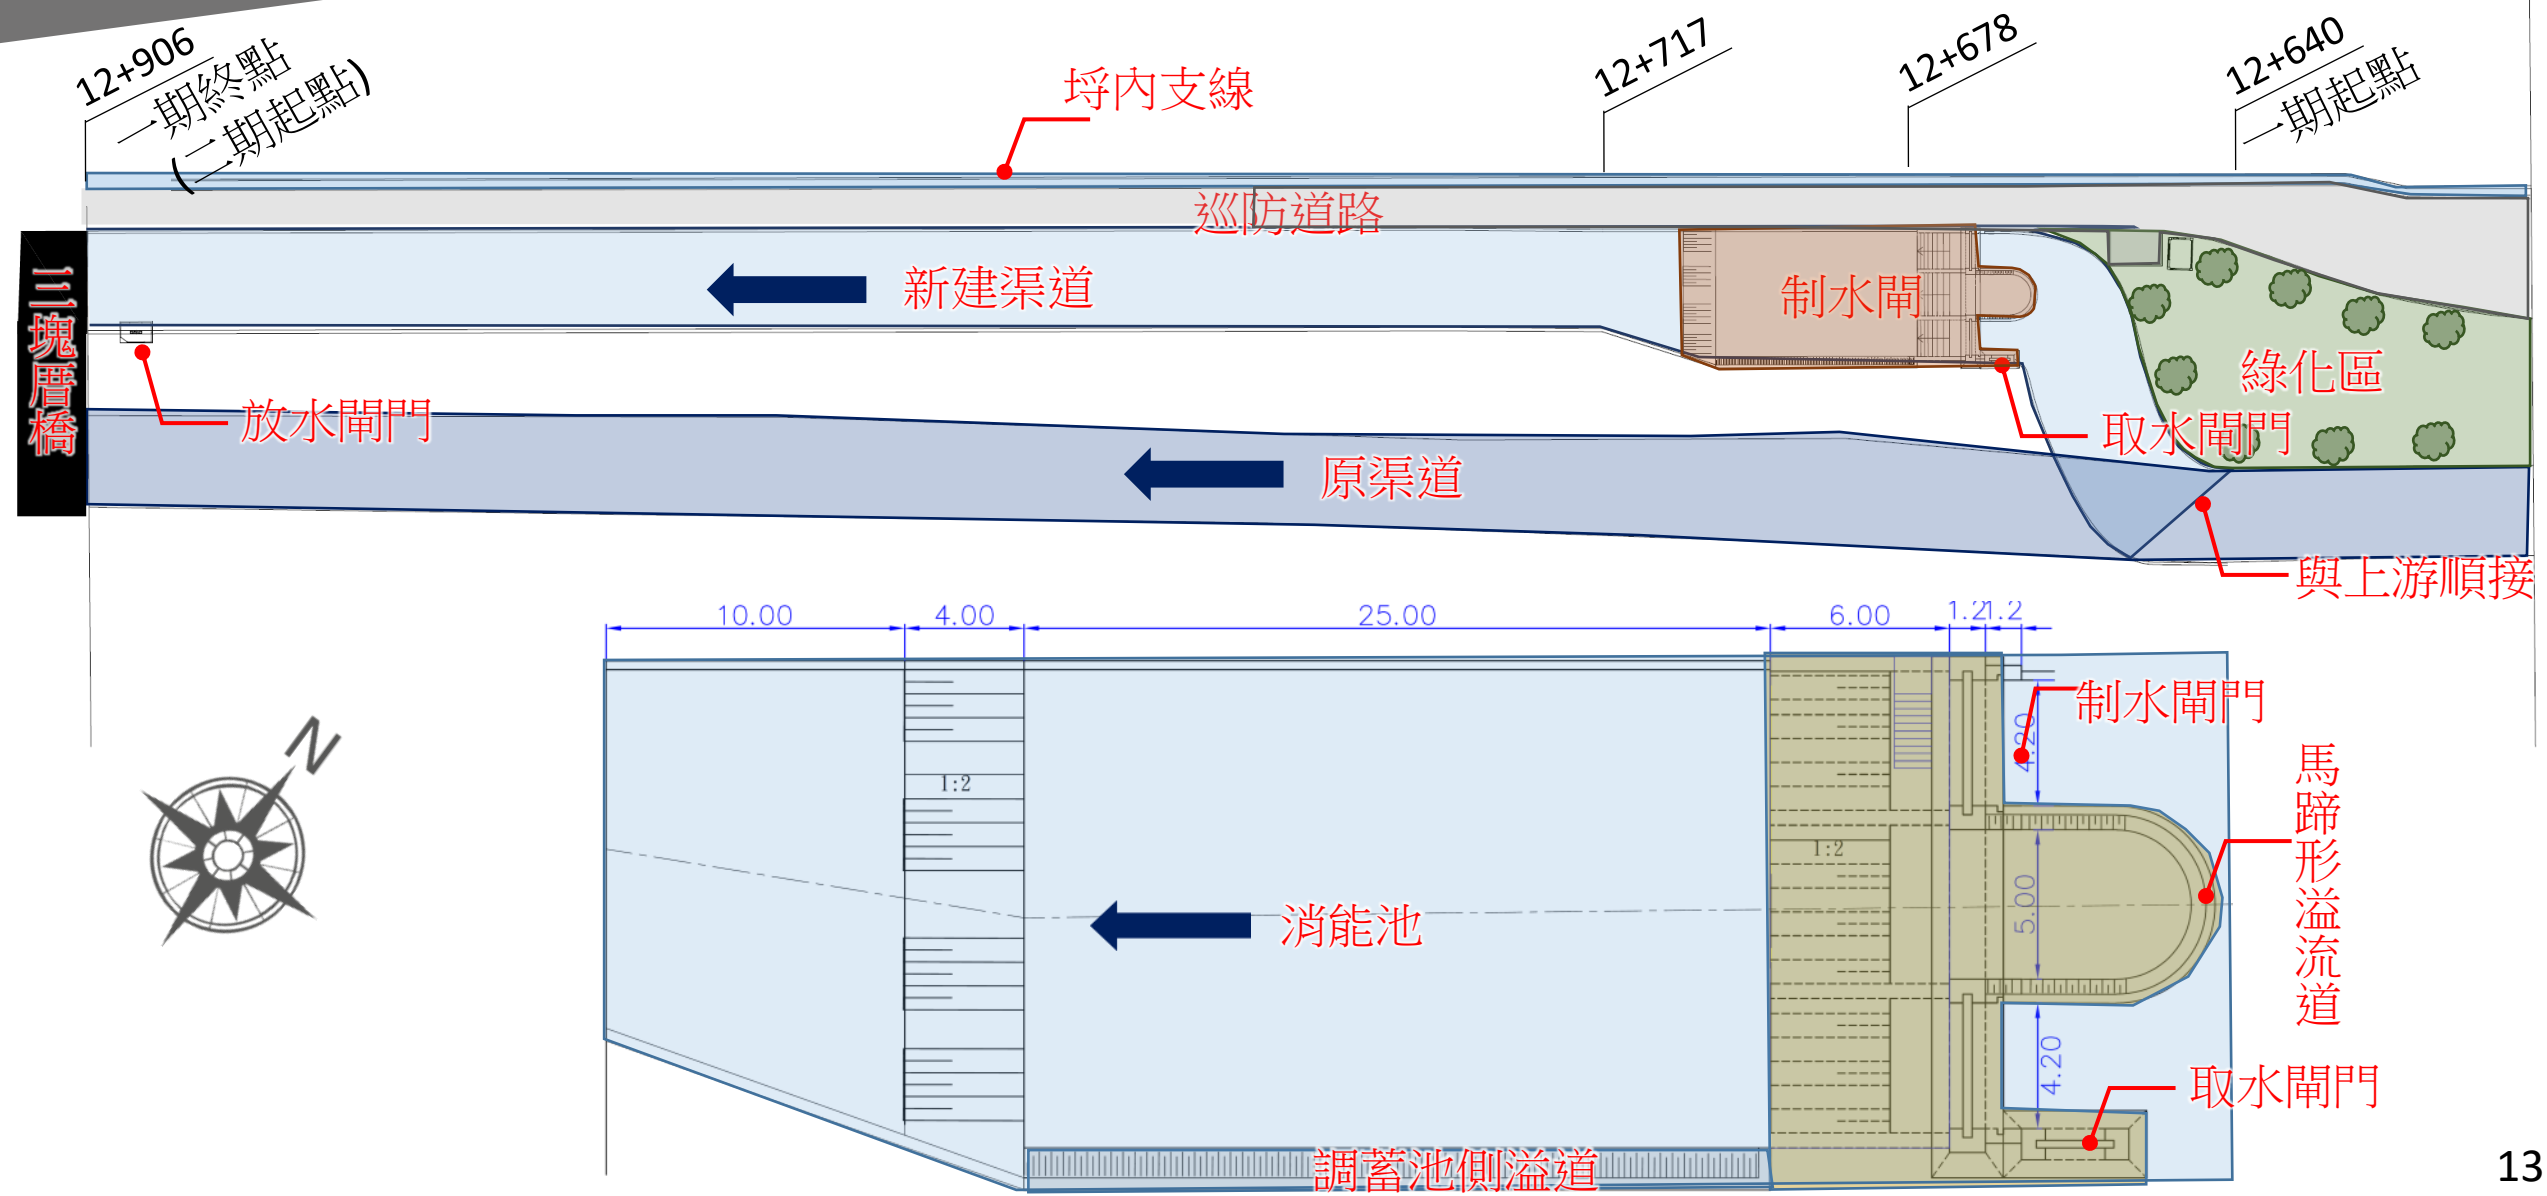 12+906
一期終點
(二期起點)
埒內支線
12+717
12+678
12+640
一期起點
巡防道路
三塊厝橋
新建渠道
制水閘
綠化區
放水閘門
取水閘門
原渠道
與上游順接
10.00
4.00
25.00
6.00
1.2
1.2
N
制水閘門
4.20
1:2
馬蹄形溢流道
1:2
5.00
消能池
4.20
取水閘門
調蓄池側溢道
13